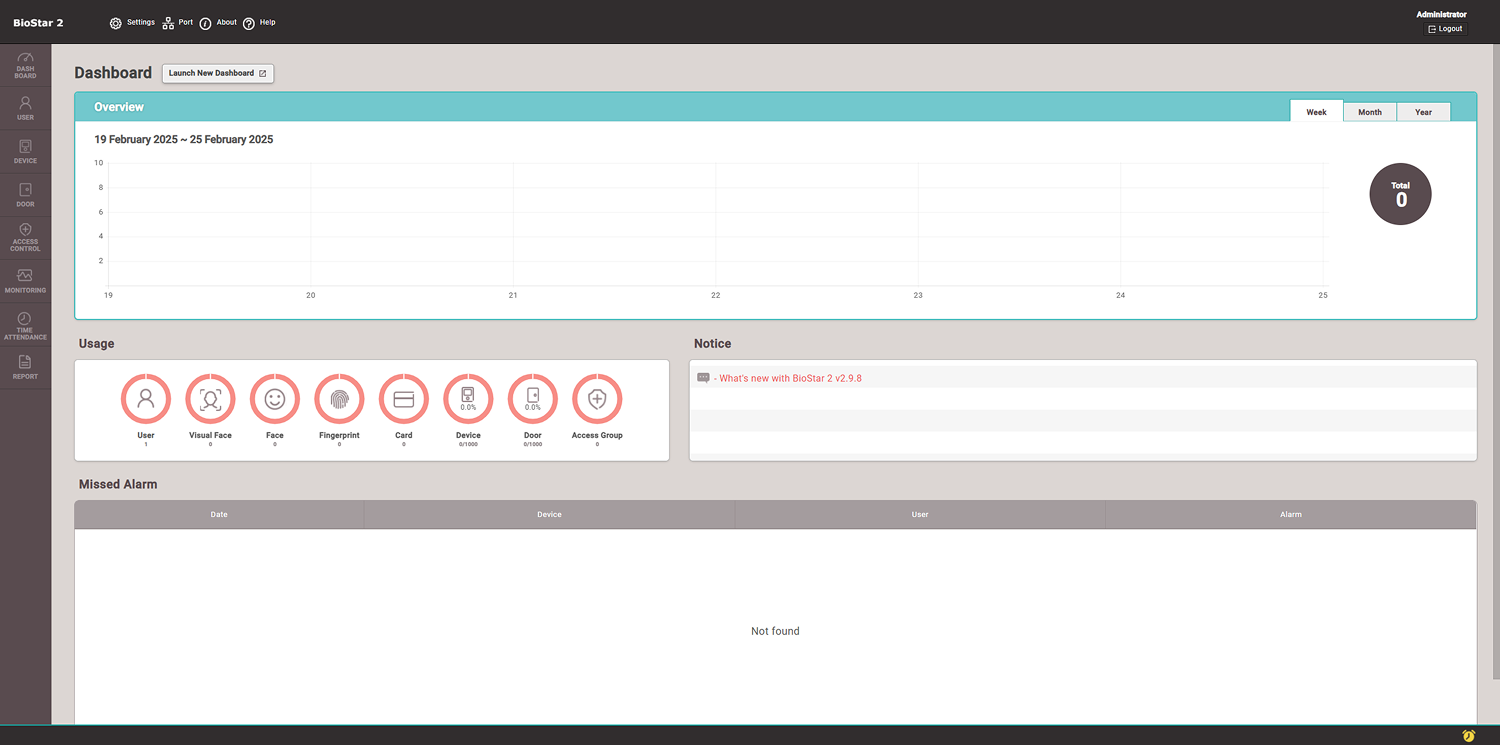 BioStar 2
Settings Port About Help
Administrator
Logout
DASH
BOARD
USER
DEVICE
DOOR
ACCESS
CONTROL
MONITORING
TIME
ATTENDANCE
REPORT
Dashboard
Launch New Dashboard
Overview
Week Month Year
19 February 2025 ~ 25 February 2025
10
8
6
4
2
19 20 21 22 23 24 25
Total
0
Usage
0.0% 0.0%
User Visual Face Face Fingerprint Card Device Door Access Group
1 0 0 0 0 0/1000 0/1000 0
Notice
- What's new with BioStar 2 v2.9.8
Missed Alarm
Date Device User Alarm
Not found